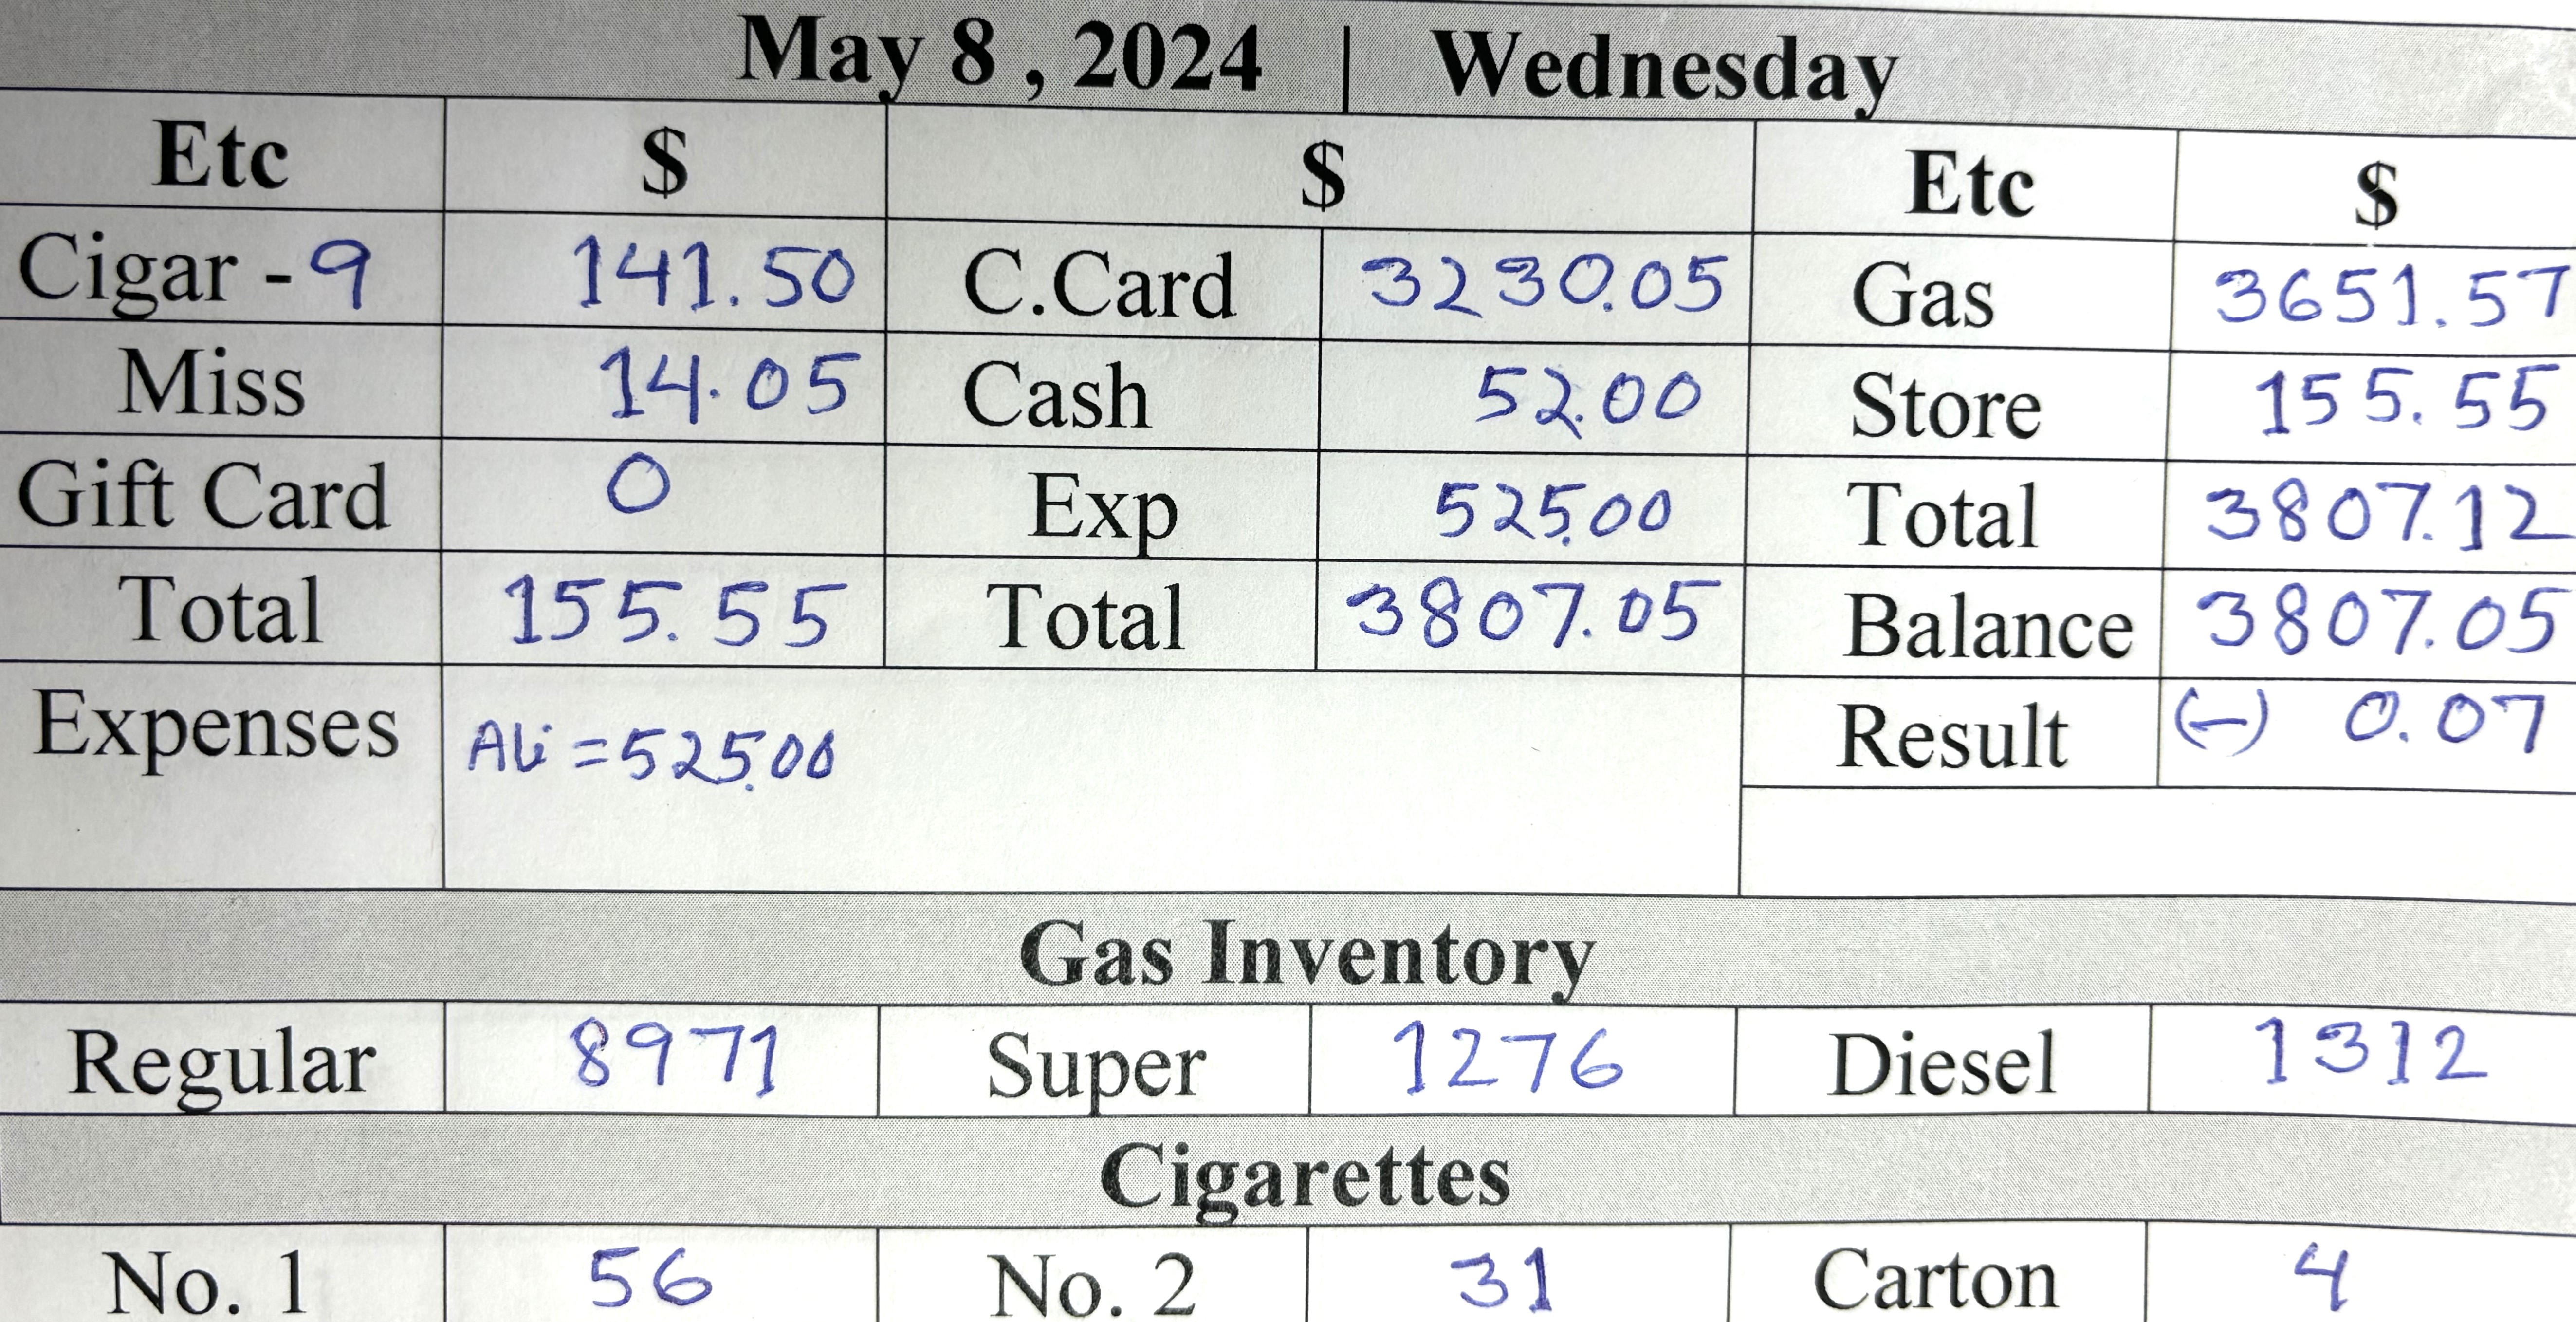 May 8 , 2024 | Wednesday
Etc $ $ Etc $
Cigar - 9 141.50 C.Card 3230.05 Gas 3651.57
Miss 14.05 Cash 52.00 Store 155.55
Gift Card 0 Exp 525.00 Total 3807.12
Total 155.55 Total 3807.05 Balance 3807.05
Expenses Ali = 525.00 Result (-) 0.07
Gas Inventory
Regular 8971 Super 1276 Diesel 1312
Cigarettes
No. 1 56 No. 2 31 Carton 4